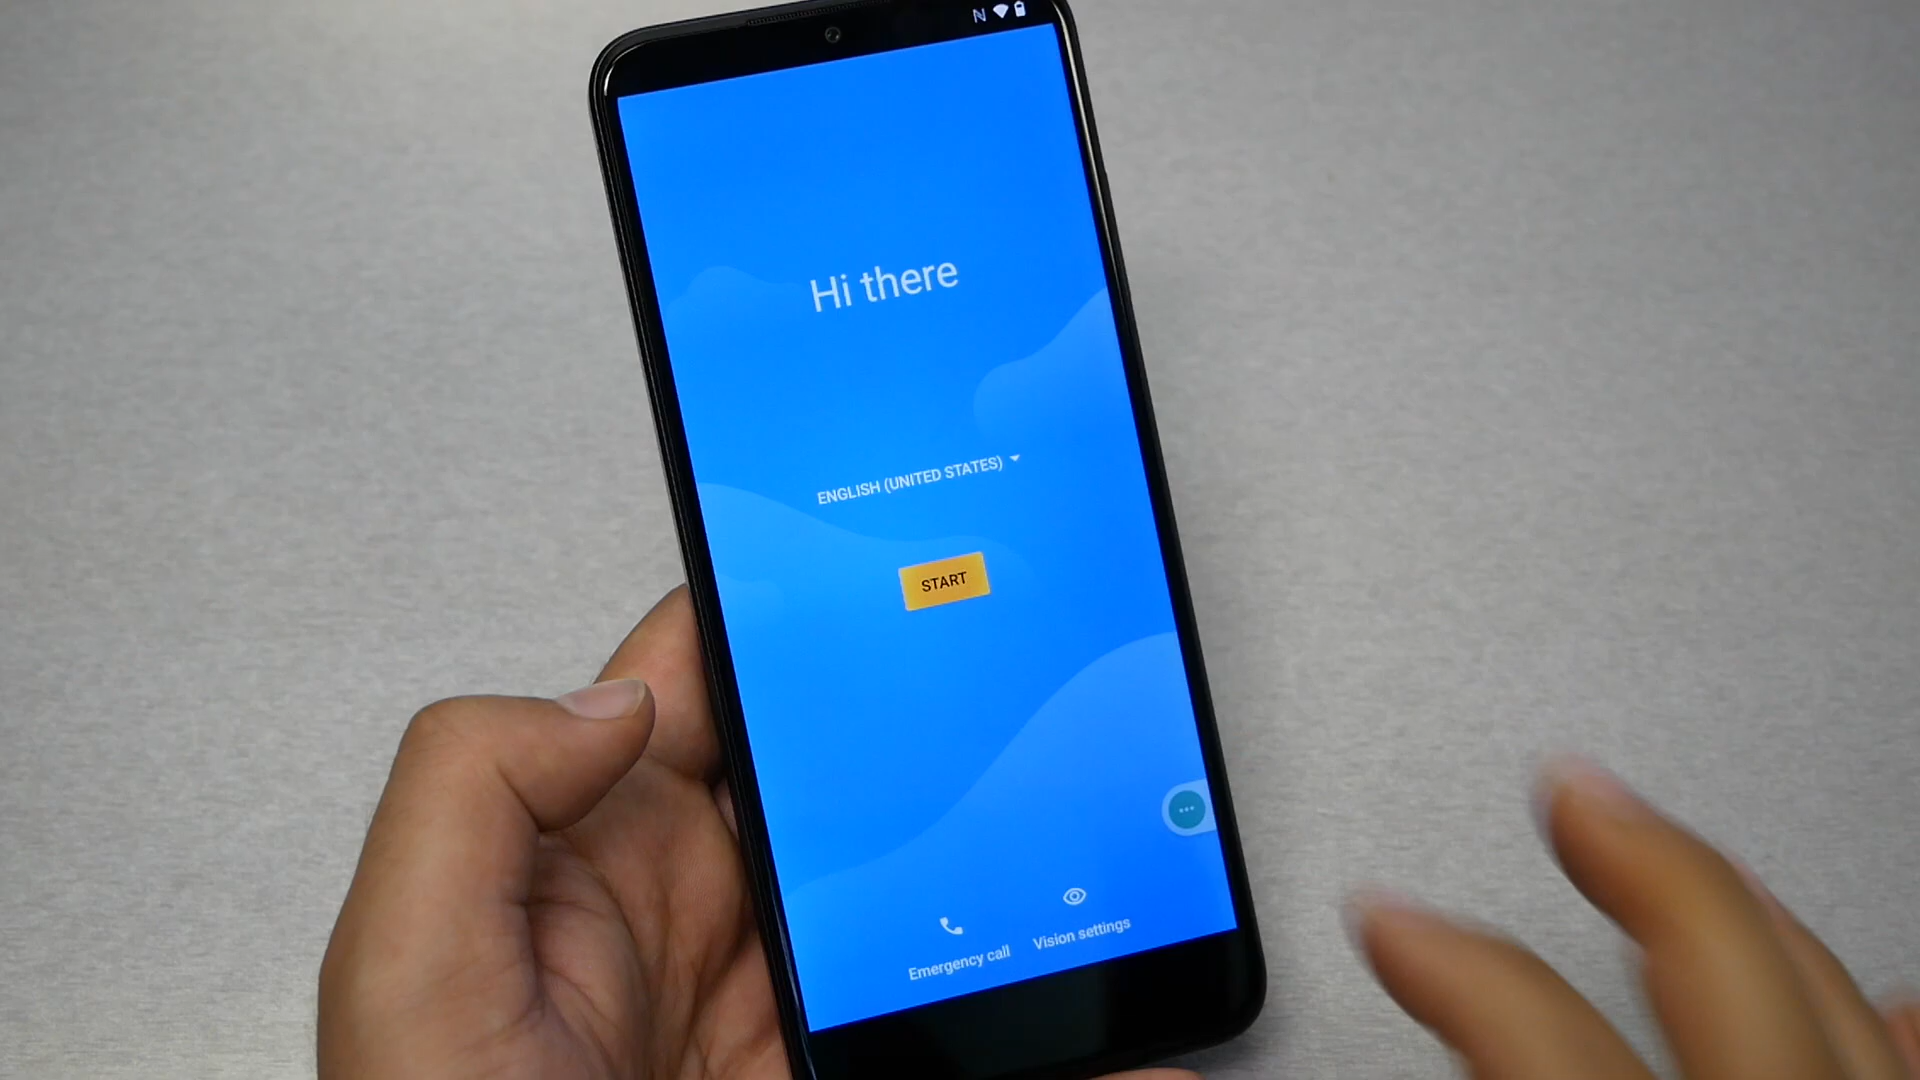 Hi there
ENGLISH (UNITED STATES)
START
Emergency call
Vision settings